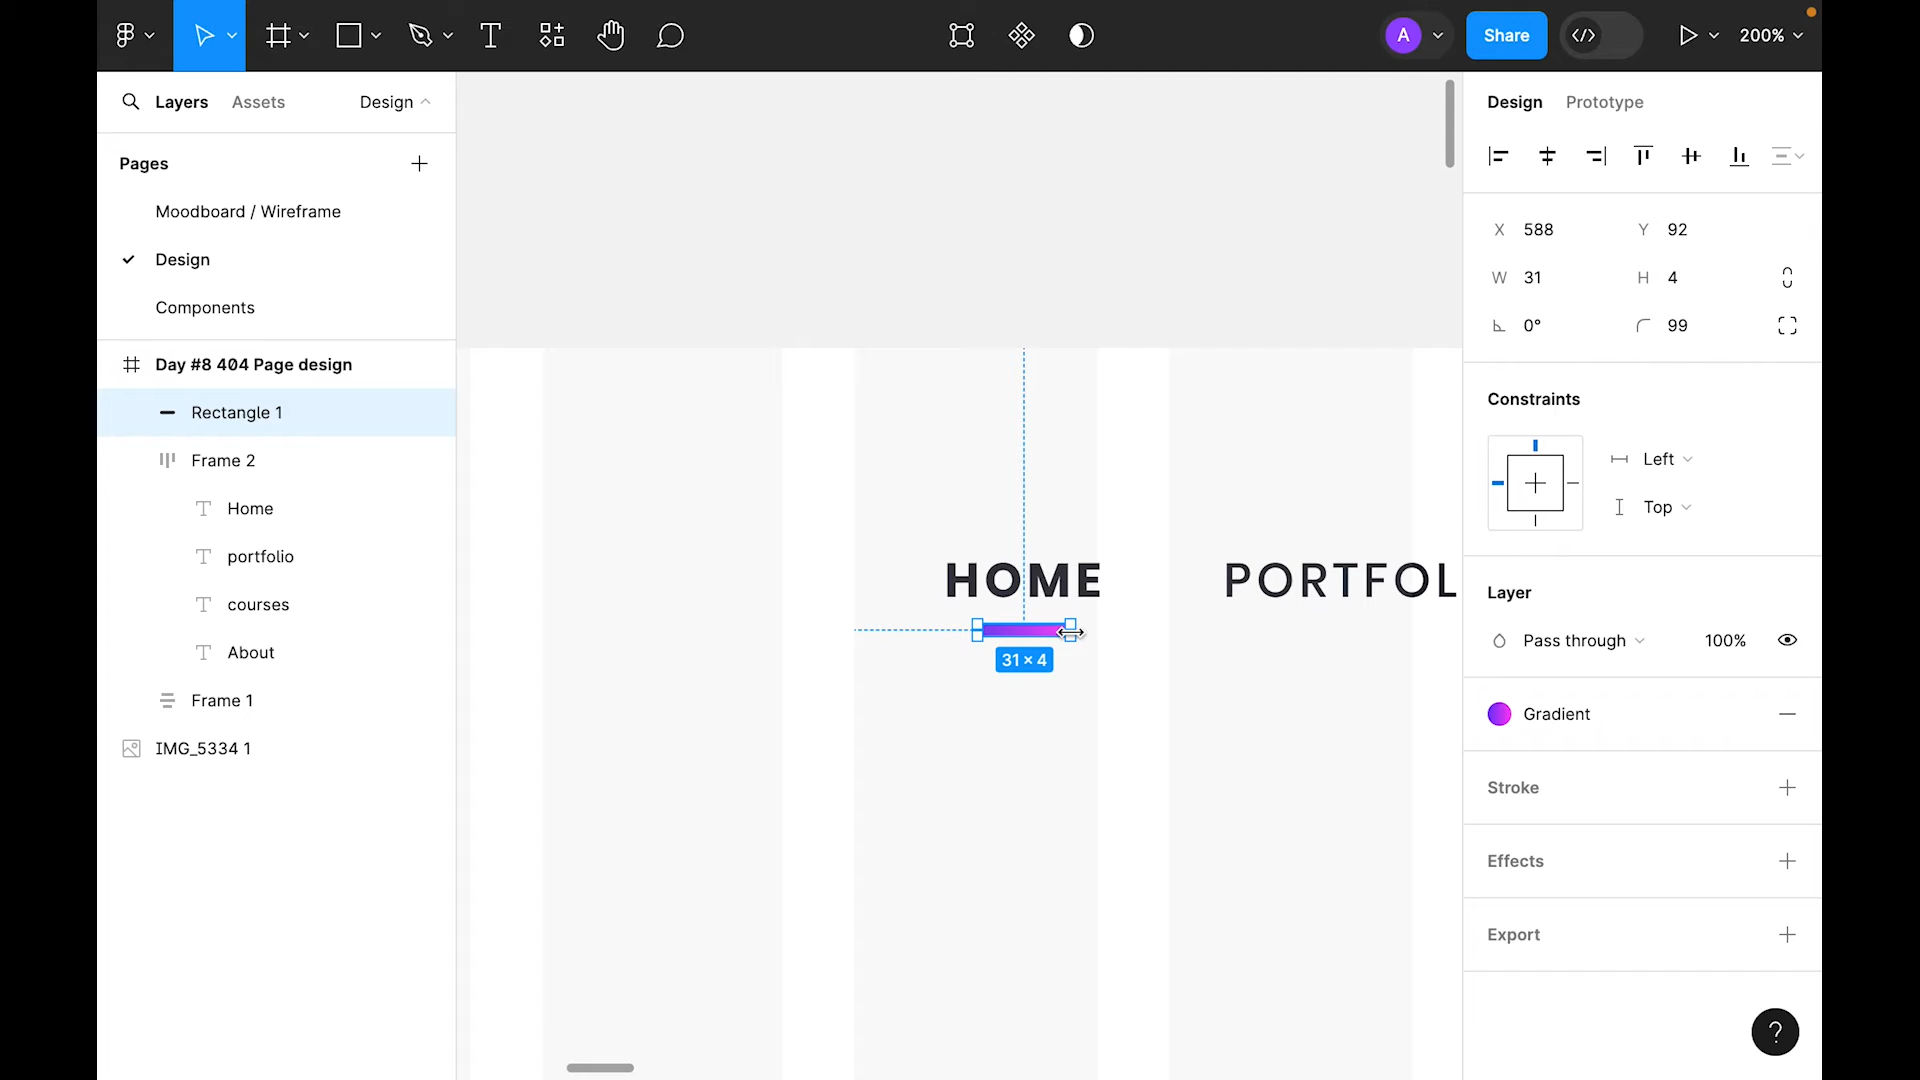 A
Share
200%
Layers
Assets
Design
Pages
Moodboard / Wireframe
Design
Components
Day #8 404 Page design
Rectangle 1
Frame 2
Home
portfolio
courses
About
Frame 1
IMG_5334 1
HOME
PORTFOL
31 × 4
Design
Prototype
X 588
Y 92
W 31
H 4
0°
99
Constraints
Left
Top
Layer
Pass through
100%
Gradient
Stroke
Effects
Export
?